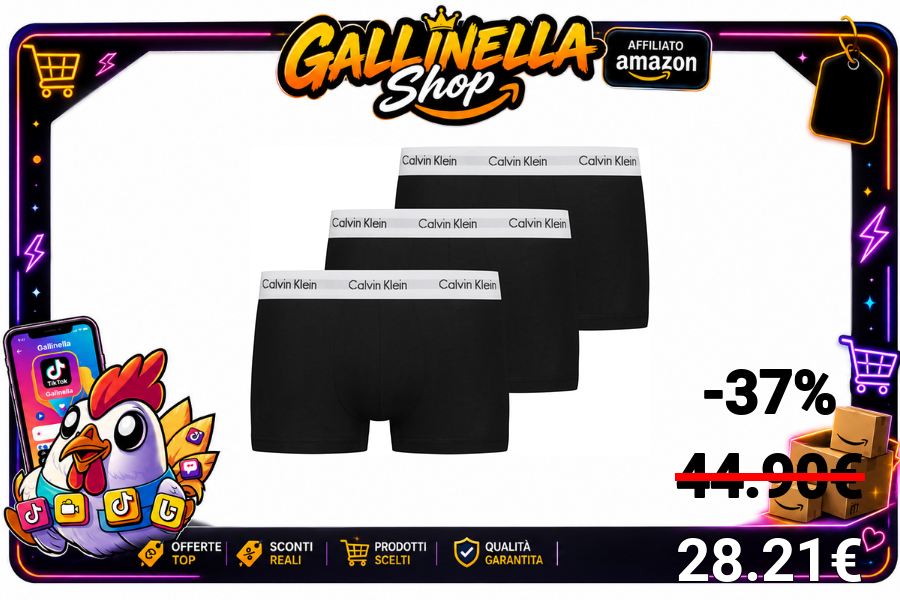 GALLINELLA
Shop
AFFILIATO
amazon
Calvin Klein Calvin Klein Calvin Klein
Calvin Klein Calvin Klein Calvin Klein
Calvin Klein Calvin Klein Calvin Klein
Gallinella
TikTok
Gallinella
-37%
44.90€
28.21€
OFFERTE
TOP
SCONTI
REALI
PRODOTTI
SCELTI
QUALITÀ
GARANTITA